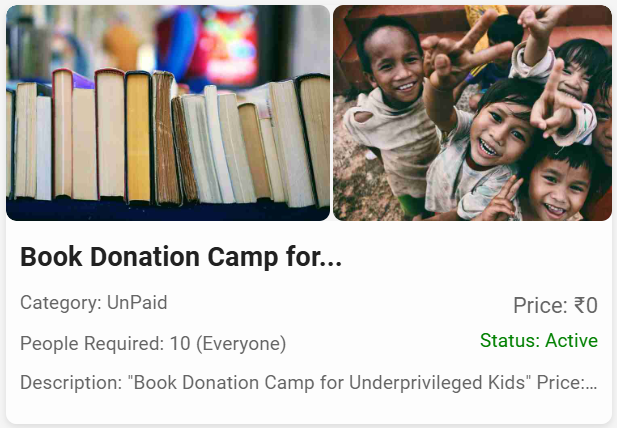 Book Donation Camp for...
Category: UnPaid
Price: ₹0
People Required: 10 (Everyone)
Status: Active
Description: "Book Donation Camp for Underprivileged Kids" Price:...